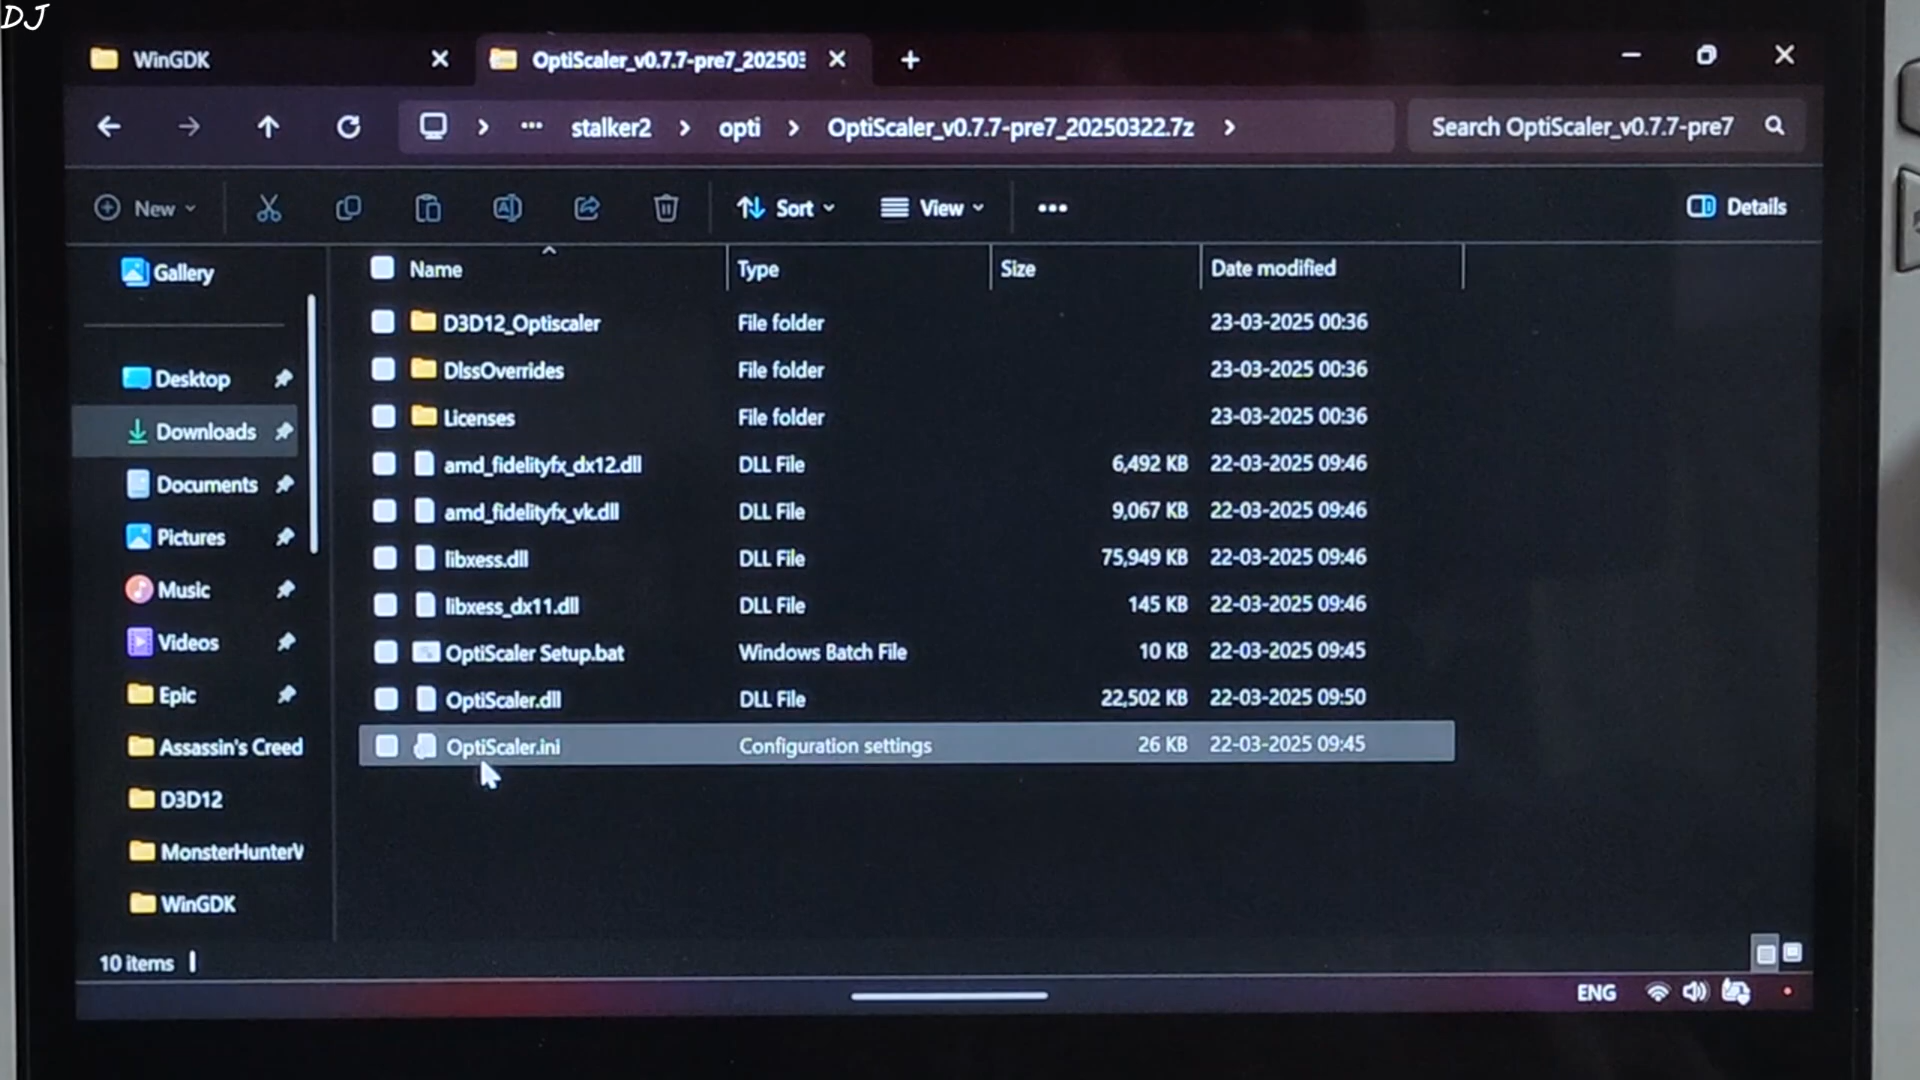 DJ
WinGDK
OptiScaler_v0.7.7-pre7_20250
stalker2 opti OptiScaler_v0.7.7-pre7_20250322.7z
Search OptiScaler_v0.7.7-pre7
New Sort View ••• Details
Gallery
Desktop
Downloads
Documents
Pictures
Music
Videos
Epic
Assassin's Creed
D3D12
MonsterHunterW
WinGDK
Name Type Size Date modified
D3D12_Optiscaler File folder 23-03-2025 00:36
DlssOverrides File folder 23-03-2025 00:36
Licenses File folder 23-03-2025 00:36
amd_fidelityfx_dx12.dll DLL File 6,492 KB 22-03-2025 09:46
amd_fidelityfx_vk.dll DLL File 9,067 KB 22-03-2025 09:46
libxess.dll DLL File 75,949 KB 22-03-2025 09:46
libxess_dx11.dll DLL File 145 KB 22-03-2025 09:46
OptiScaler Setup.bat Windows Batch File 10 KB 22-03-2025 09:45
OptiScaler.dll DLL File 22,502 KB 22-03-2025 09:50
OptiScaler.ini Configuration settings 26 KB 22-03-2025 09:45
10 items
ENG